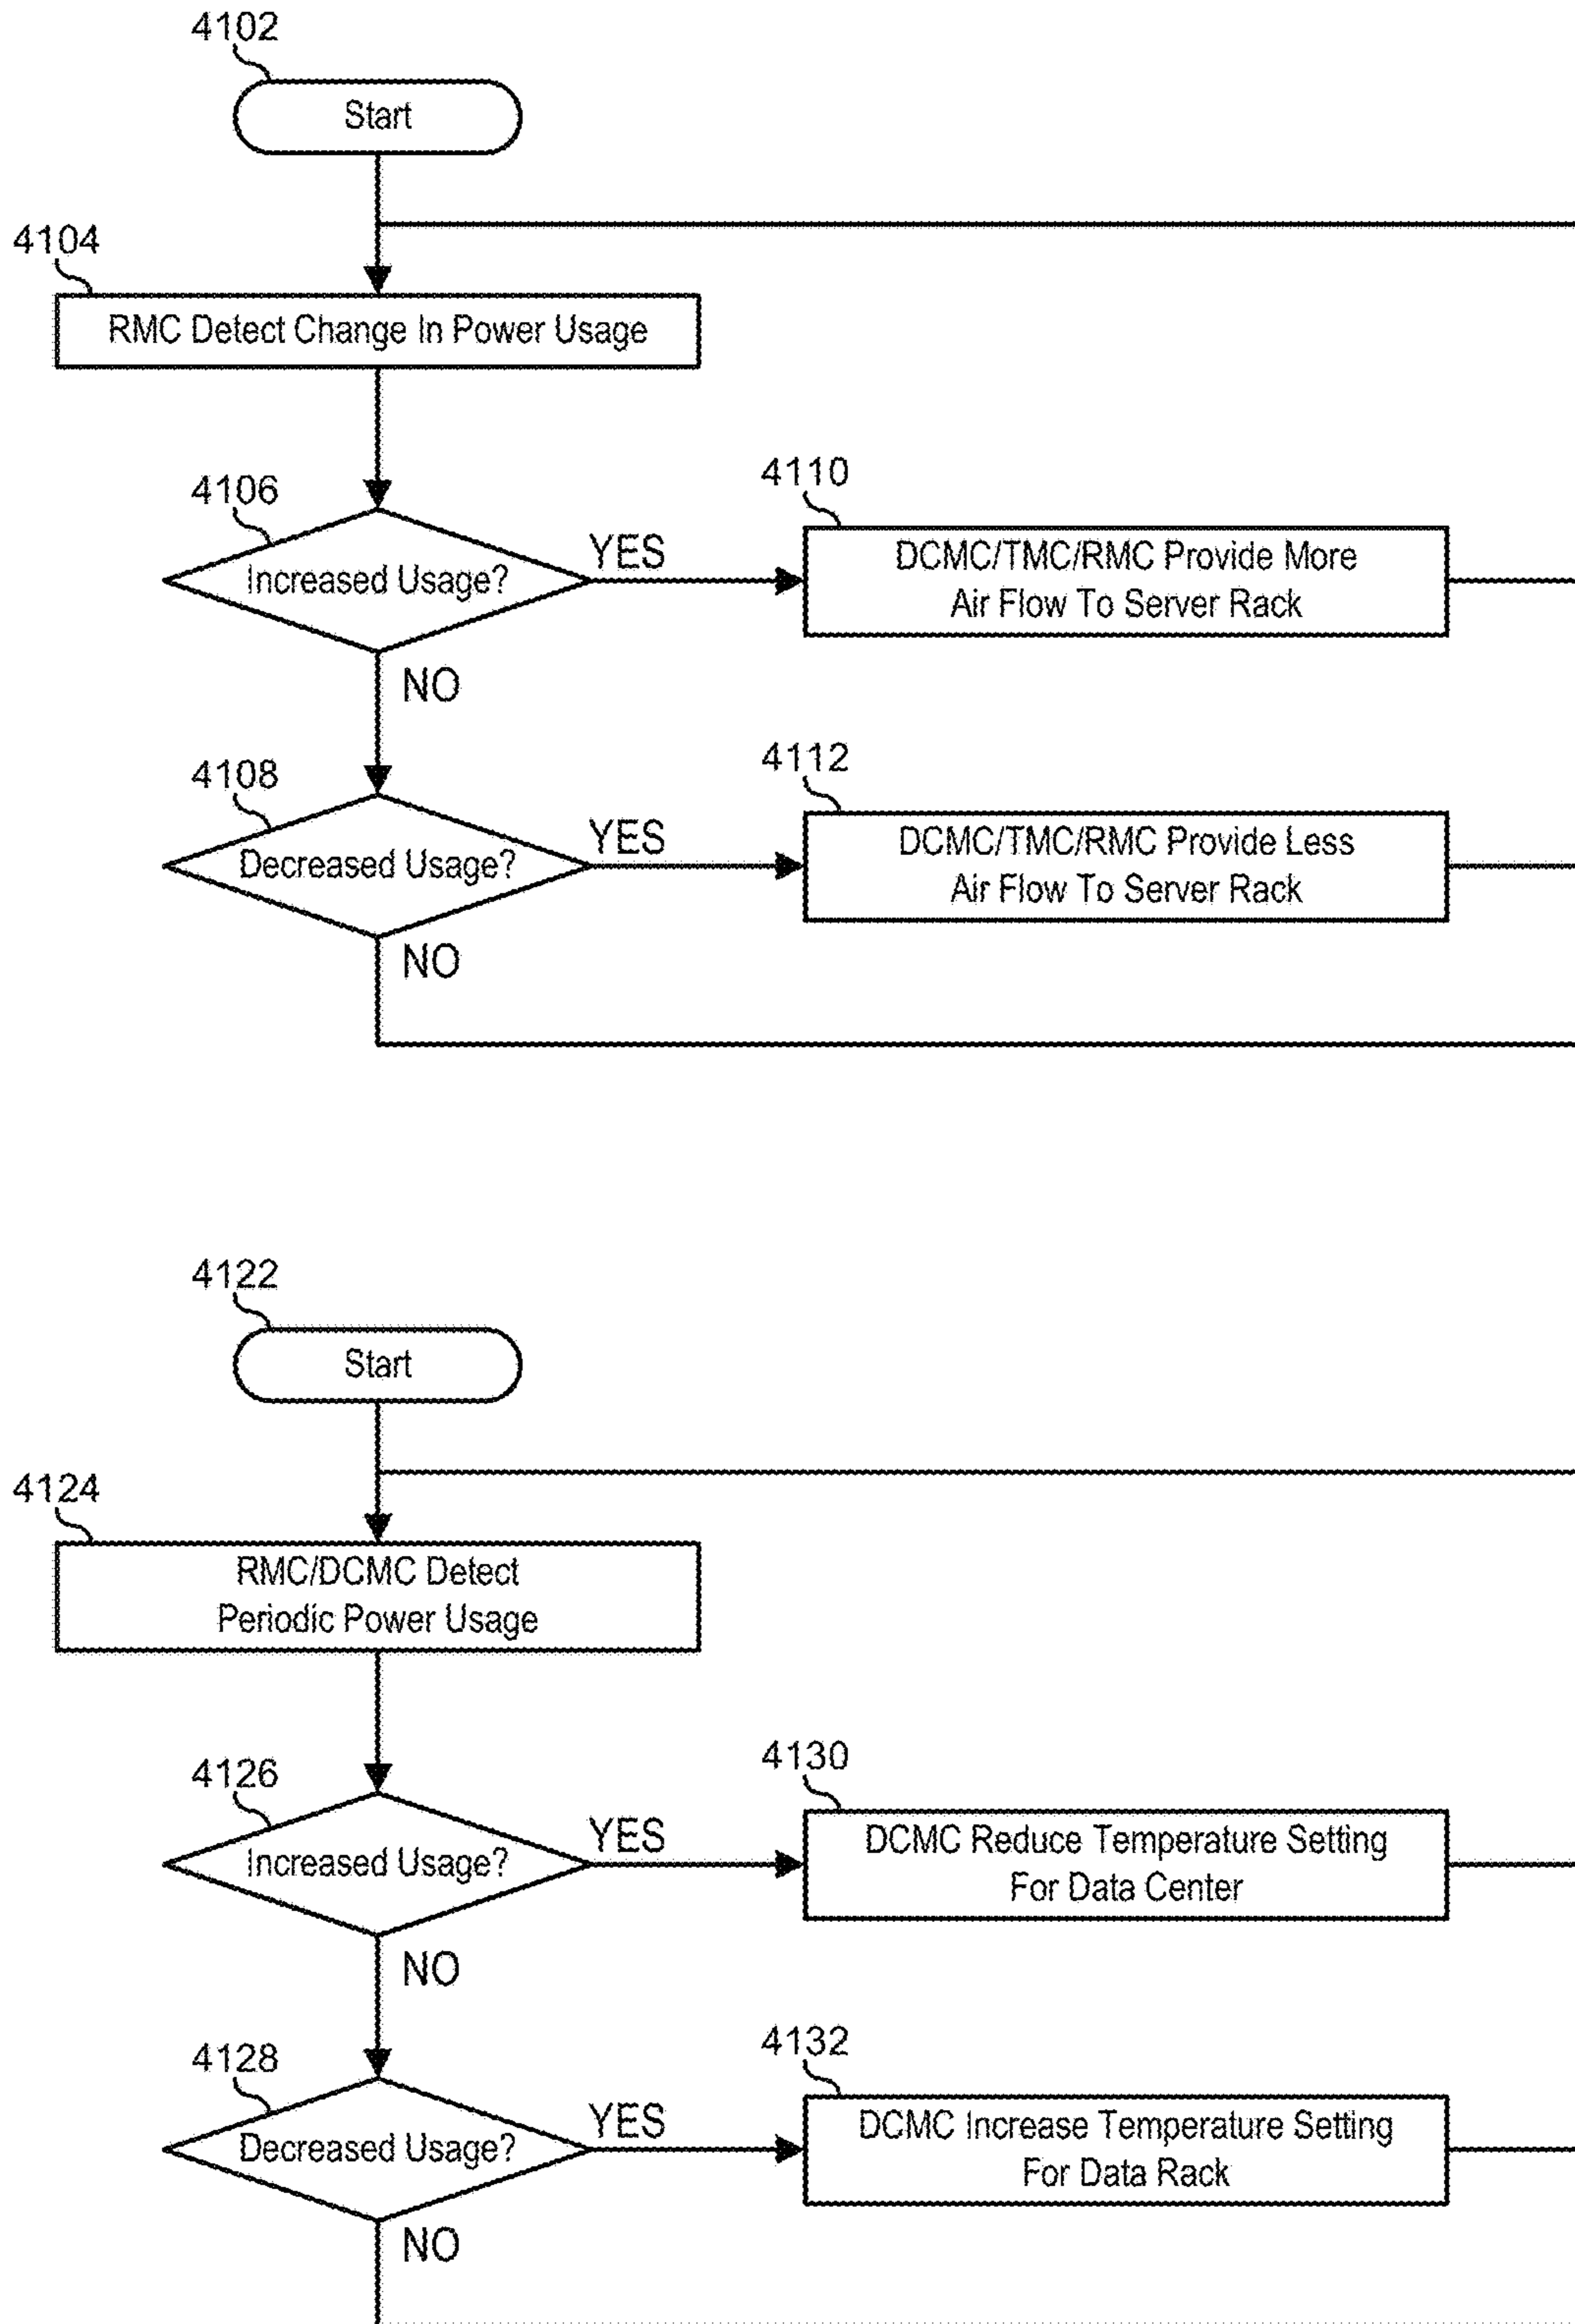 4102
Start
4104
RMC Detect Change In Power Usage
4106
Increased Usage?
YES
NO
4110
DCMC/TMC/RMC Provide More
Air Flow To Server Rack
4108
Decreased Usage?
YES
NO
4112
DCMC/TMC/RMC Provide Less
Air Flow To Server Rack
4122
Start
4124
RMC/DCMC Detect
Periodic Power Usage
4126
Increased Usage?
YES
NO
4130
DCMC Reduce Temperature Setting
For Data Center
4128
Decreased Usage?
YES
NO
4132
DCMC Increase Temperature Setting
For Data Rack